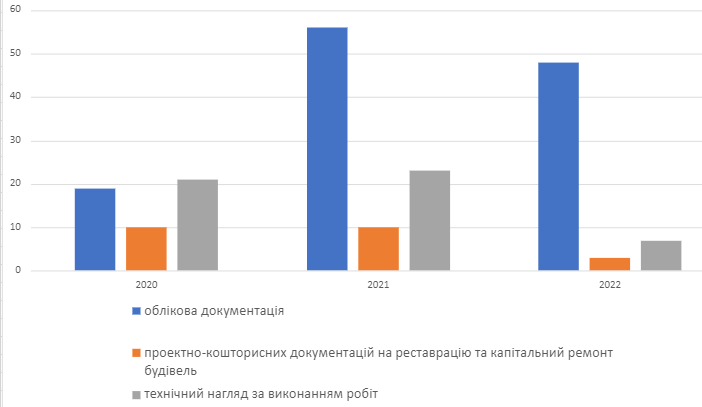 60
50
40
30
20
10
0
2020 2021 2022
облікова документація
проектно-кошторисних документацій на реставрацію та капітальний ремонт
будівель
технічний нагляд за виконанням робіт